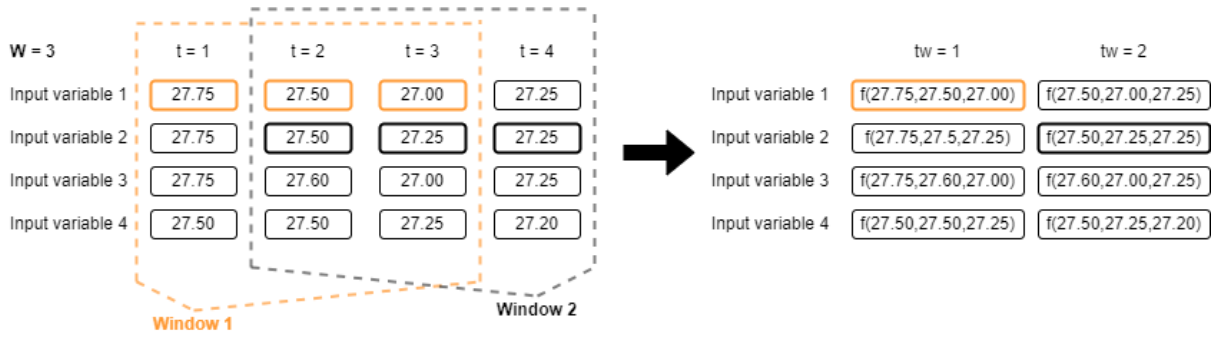 W = 3 t = 1 t = 2 t = 3 t = 4 tw = 1 tw = 2
Input variable 1 27.75 27.50 27.00 27.25 Input variable 1 f(27.75,27.50,27.00) f(27.50,27.00,27.25)
Input variable 2 27.75 27.50 27.25 27.25 Input variable 2 f(27.75,27.5,27.25) f(27.50,27.25,27.25)
Input variable 3 27.75 27.60 27.00 27.25 Input variable 3 f(27.75,27.60,27.00) f(27.60,27.00,27.25)
Input variable 4 27.50 27.50 27.25 27.20 Input variable 4 f(27.50,27.50,27.25) f(27.50,27.25,27.20)
Window 2
Window 1